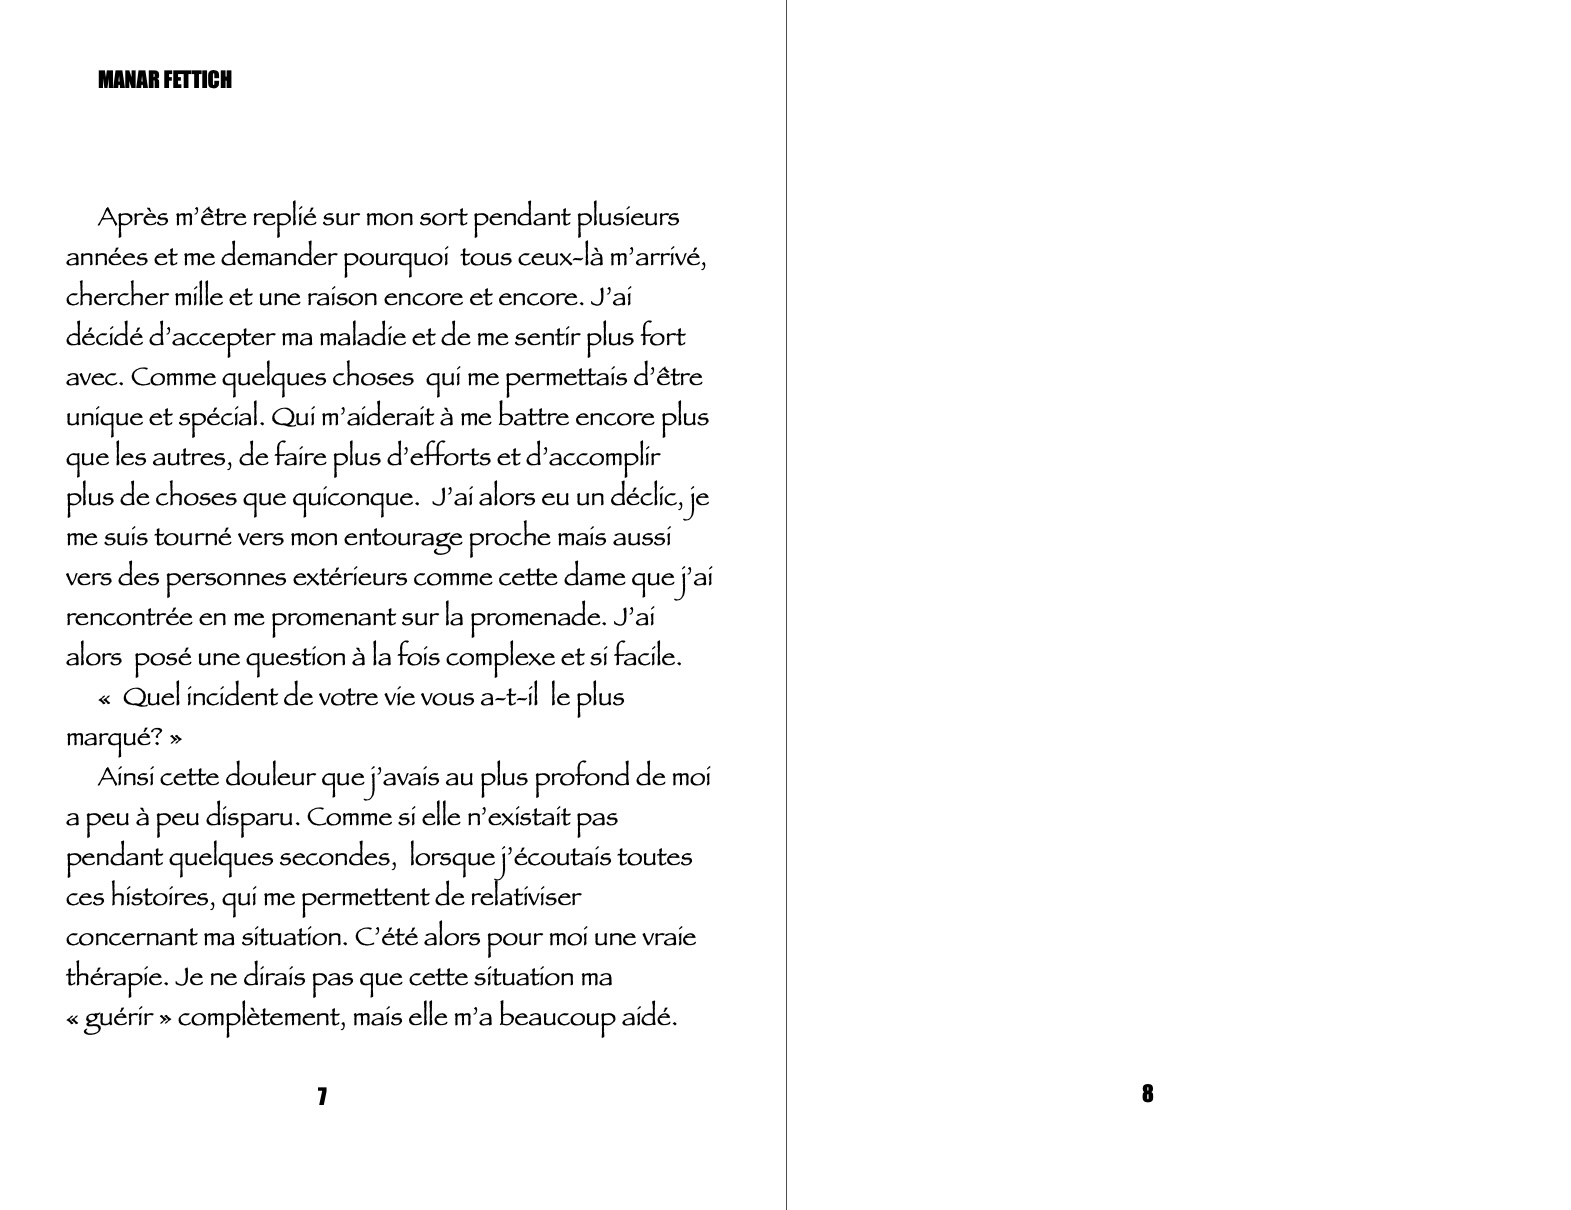 MANAR FETTICH
Après m’être replié sur mon sort pendant plusieurs
années et me demander pourquoi  tous ceux-là m’arrivé,
chercher mille et une raison encore et encore. J’ai
décidé d’accepter ma maladie et de me sentir plus fort
avec. Comme quelques choses  qui me permettais d’être
unique et spécial. Qui m’aiderait à me battre encore plus
que les autres, de faire plus d’efforts et d’accomplir
plus de choses que quiconque.  J’ai alors eu un déclic, je
me suis tourné vers mon entourage proche mais aussi
vers des personnes extérieurs comme cette dame que j’ai
rencontrée en me promenant sur la promenade. J’ai
alors  posé une question à la fois complexe et si facile.
«  Quel incident de votre vie vous a-t-il  le plus
marqué? »
Ainsi cette douleur que j’avais au plus profond de moi
a peu à peu disparu. Comme si elle n’existait pas
pendant quelques secondes,  lorsque j’écoutais toutes
ces histoires, qui me permettent de relativiser
concernant ma situation. C’été alors pour moi une vraie
thérapie. Je ne dirais pas que cette situation ma
« guérir » complètement, mais elle m’a beaucoup aidé.
7
8